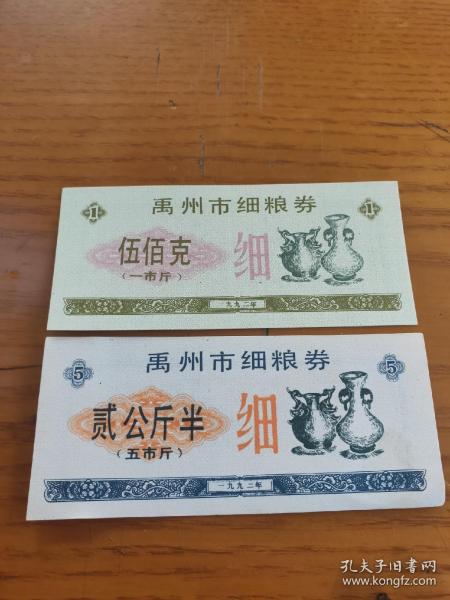 禹州市细粮券
1 1
伍佰克
（一市斤）
细
一九九二年
禹州市细粮券
5 5
贰公斤半
（五市斤）
细
一九九二年
孔夫子旧书网
www.kongfz.com